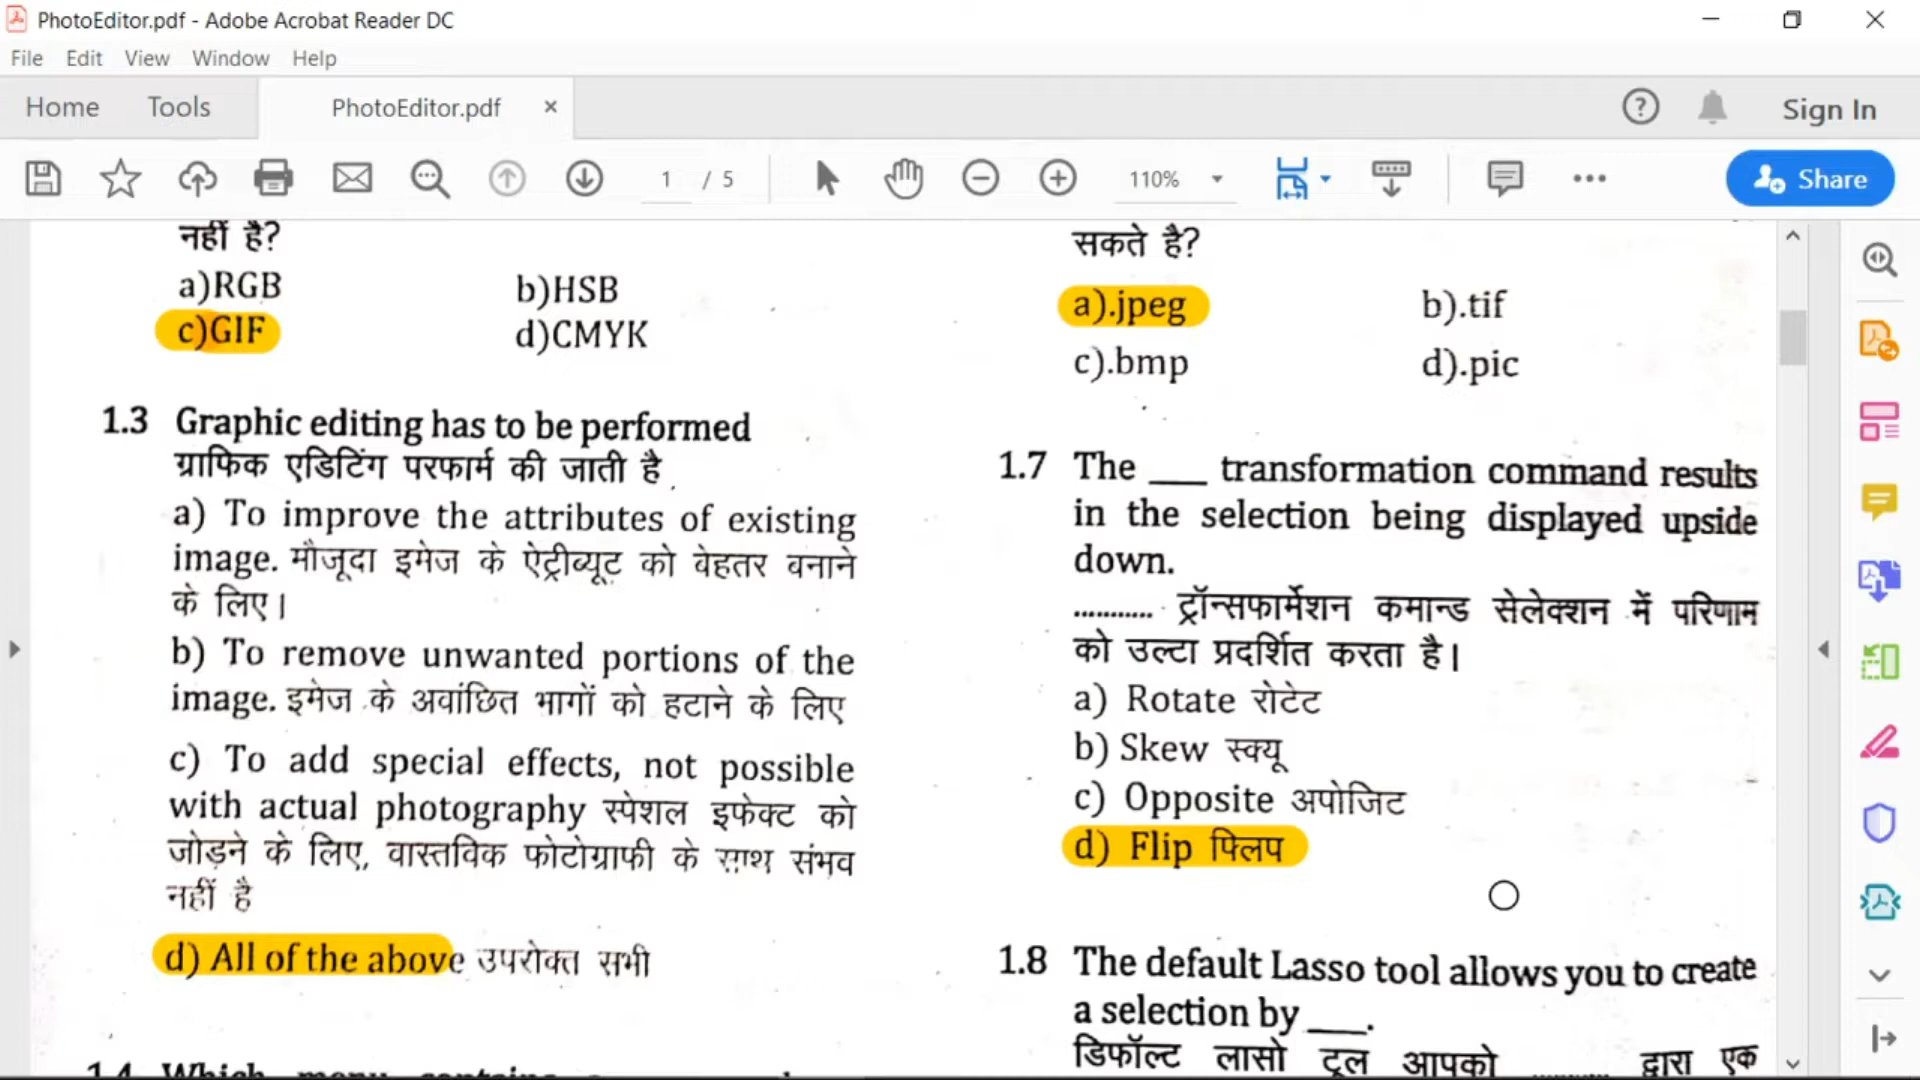 PhotoEditor.pdf - Adobe Acrobat Reader DC
File Edit View Window Help
Home Tools PhotoEditor.pdf × Sign In
1 / 5 110% Share
नहीं है?
a)RGB b)HSB
c)GIF d)CMYK
1.3 Graphic editing has to be performed
ग्राफिक एडिटिंग परफार्म की जाती है
a) To improve the attributes of existing
image. मौजूदा इमेज के ऐट्रीब्यूट को वेहतर वनाने
के लिए।
b) To remove unwanted portions of the
image. इमेज के अवांछित भागों को हटाने के लिए
c) To add special effects, not possible
with actual photography स्पेशल इफेक्ट को
जोड़ने के लिए, वास्तविक फोटोग्राफी के साथ संभव
नहीं है
d) All of the above उपरोक्त सभी
1.4 Which menu contains
सकते है?
a).jpeg b).tif
c).bmp d).pic
1.7 The ___ transformation command results
in the selection being displayed upside
down.
........... ट्रॉन्सफार्मेशन कमान्ड सेलेक्शन में परिणाम
को उल्टा प्रदर्शित करता है।
a) Rotate रोटेट
b) Skew स्क्यू
c) Opposite अपोजिट
d) Flip फ्लिप
1.8 The default Lasso tool allows you to create
a selection by ___.
डिफॉल्ट लासो टूल आपको ........... द्वारा एक